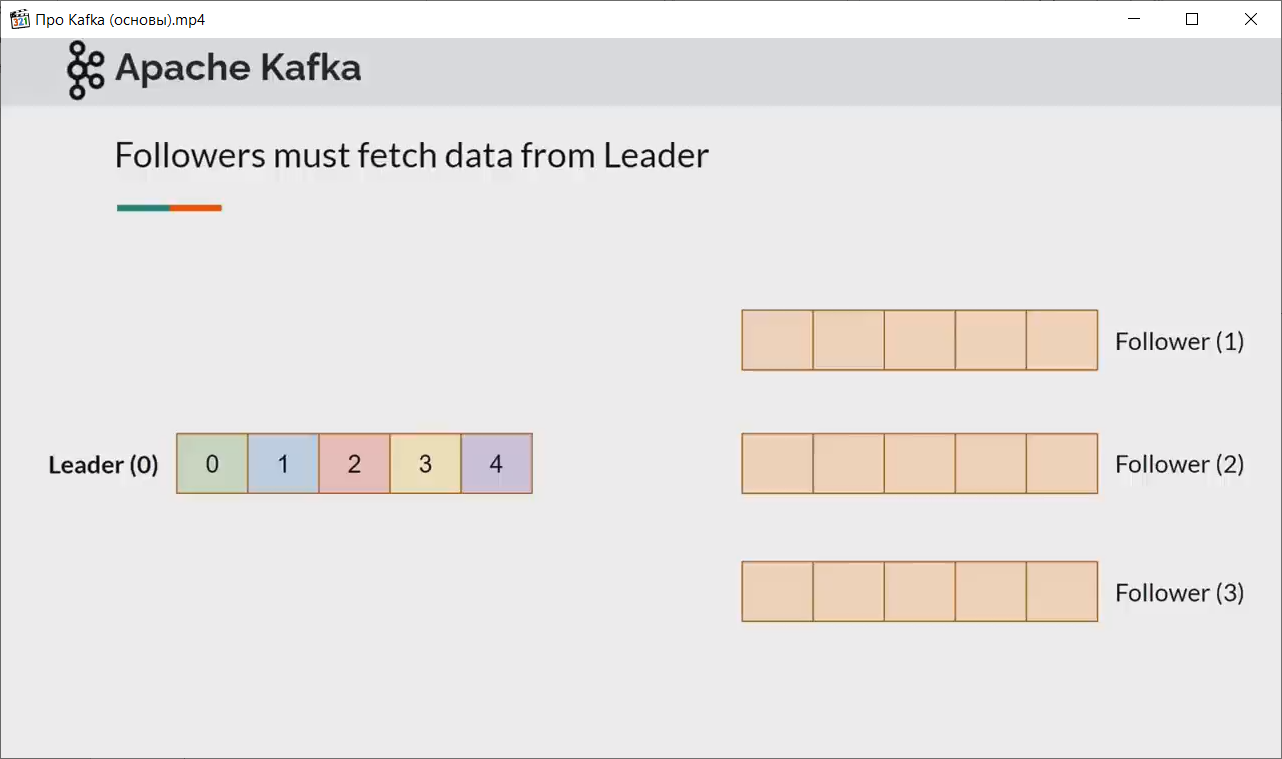 Про Kafka (основы).mp4
Apache Kafka
Followers must fetch data from Leader
Follower (1)
Leader (0) 0 1 2 3 4 Follower (2)
Follower (3)